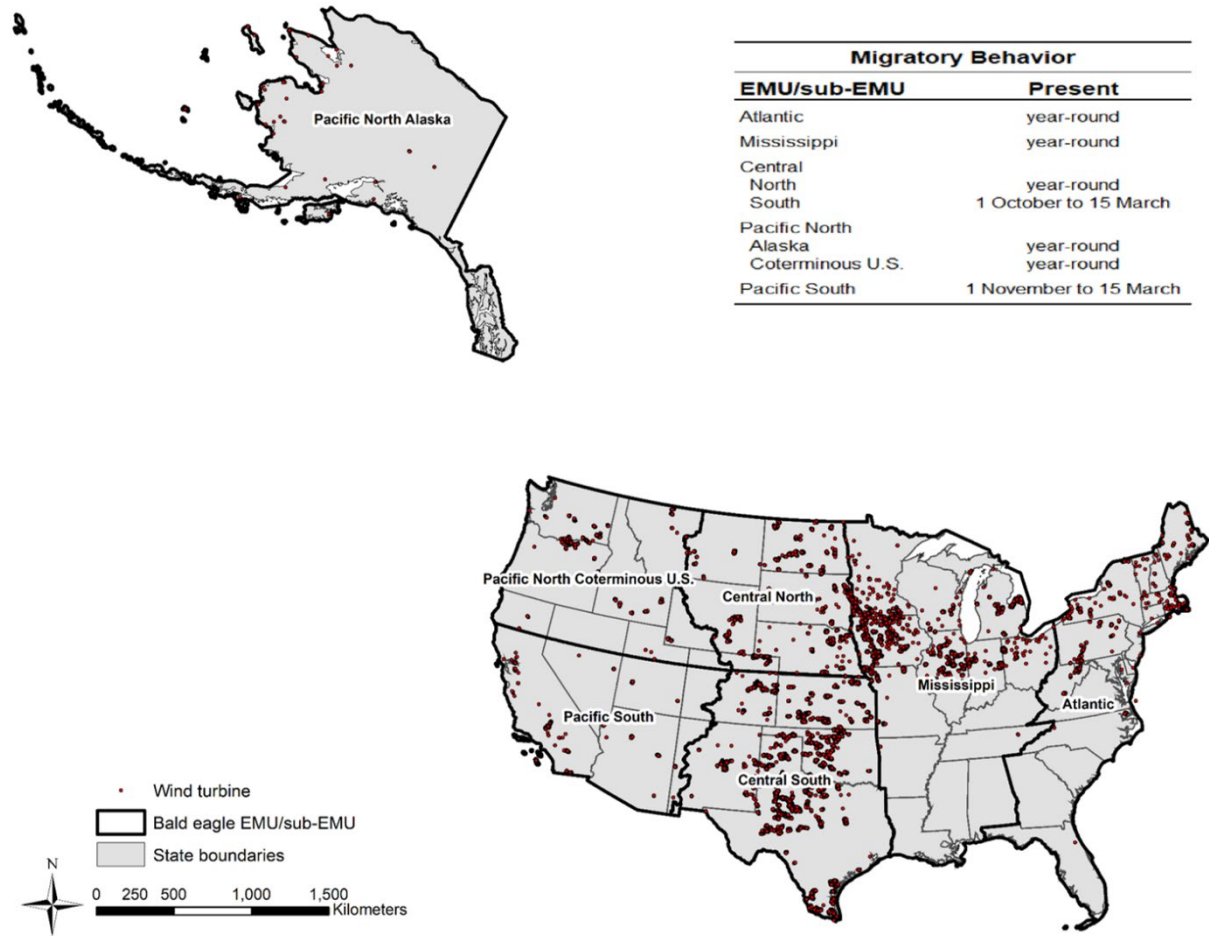 Migratory Behavior
EMU/sub-EMU Present
Atlantic year-round
Mississippi year-round
Central
North year-round
South 1 October to 15 March
Pacific North
Alaska year-round
Coterminous U.S. year-round
Pacific South 1 November to 15 March
Pacific North Alaska
Pacific North Coterminous U.S.
Central North
Mississippi
Atlantic
Pacific South
Central South
Wind turbine
Bald eagle EMU/sub-EMU
State boundaries
N
0 250 500 1,000 1,500
Kilometers